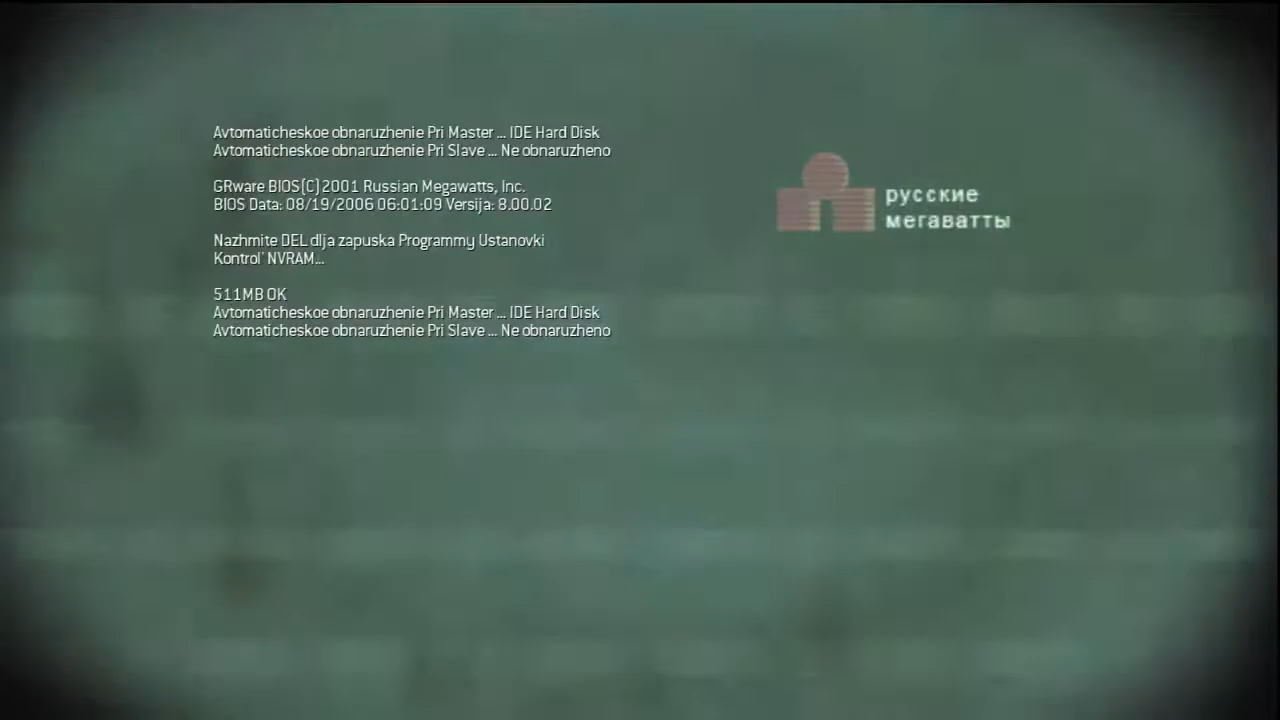 Avtomaticheskoe obnaruzhenie Pri Master ... IDE Hard Disk
Avtomaticheskoe obnaruzhenie Pri Slave ... Ne obnaruzheno
GRware BIOS(C)2001 Russian Megawatts, Inc.
BIOS Data: 08/19/2006 06:01:09 Versija: 8.00.02
Nazhmite DEL dlja zapuska Programmy Ustanovki
Kontrol' NVRAM...
511MB OK
Avtomaticheskoe obnaruzhenie Pri Master ... IDE Hard Disk
Avtomaticheskoe obnaruzhenie Pri Slave ... Ne obnaruzheno
русские
мегаватты